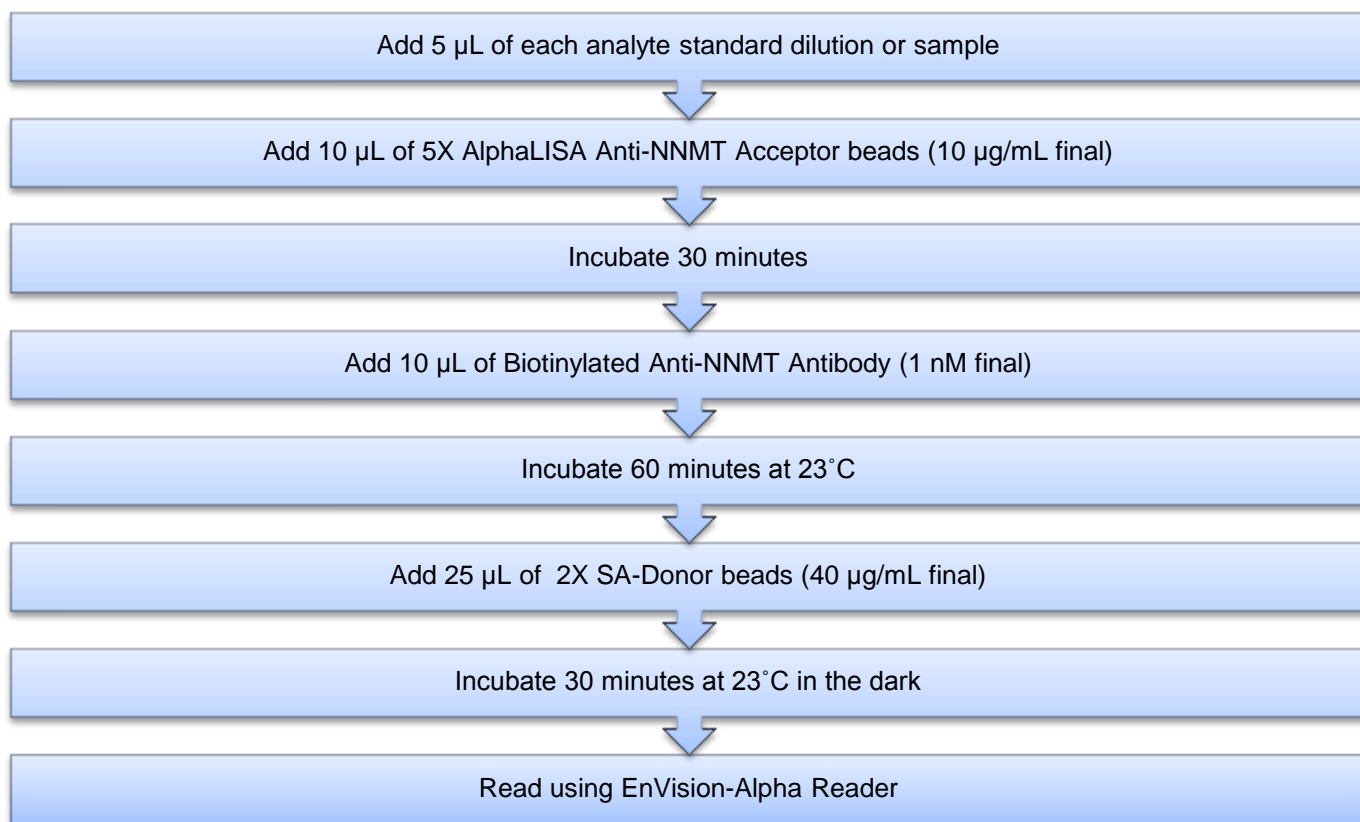 Add 5 µL of each analyte standard dilution or sample
Add 10 µL of 5X AlphaLISA Anti-NNMT Acceptor beads (10 µg/mL final)
Incubate 30 minutes
Add 10 µL of Biotinylated Anti-NNMT Antibody (1 nM final)
Incubate 60 minutes at 23˚C
Add 25 µL of 2X SA-Donor beads (40 µg/mL final)
Incubate 30 minutes at 23˚C in the dark
Read using EnVision-Alpha Reader